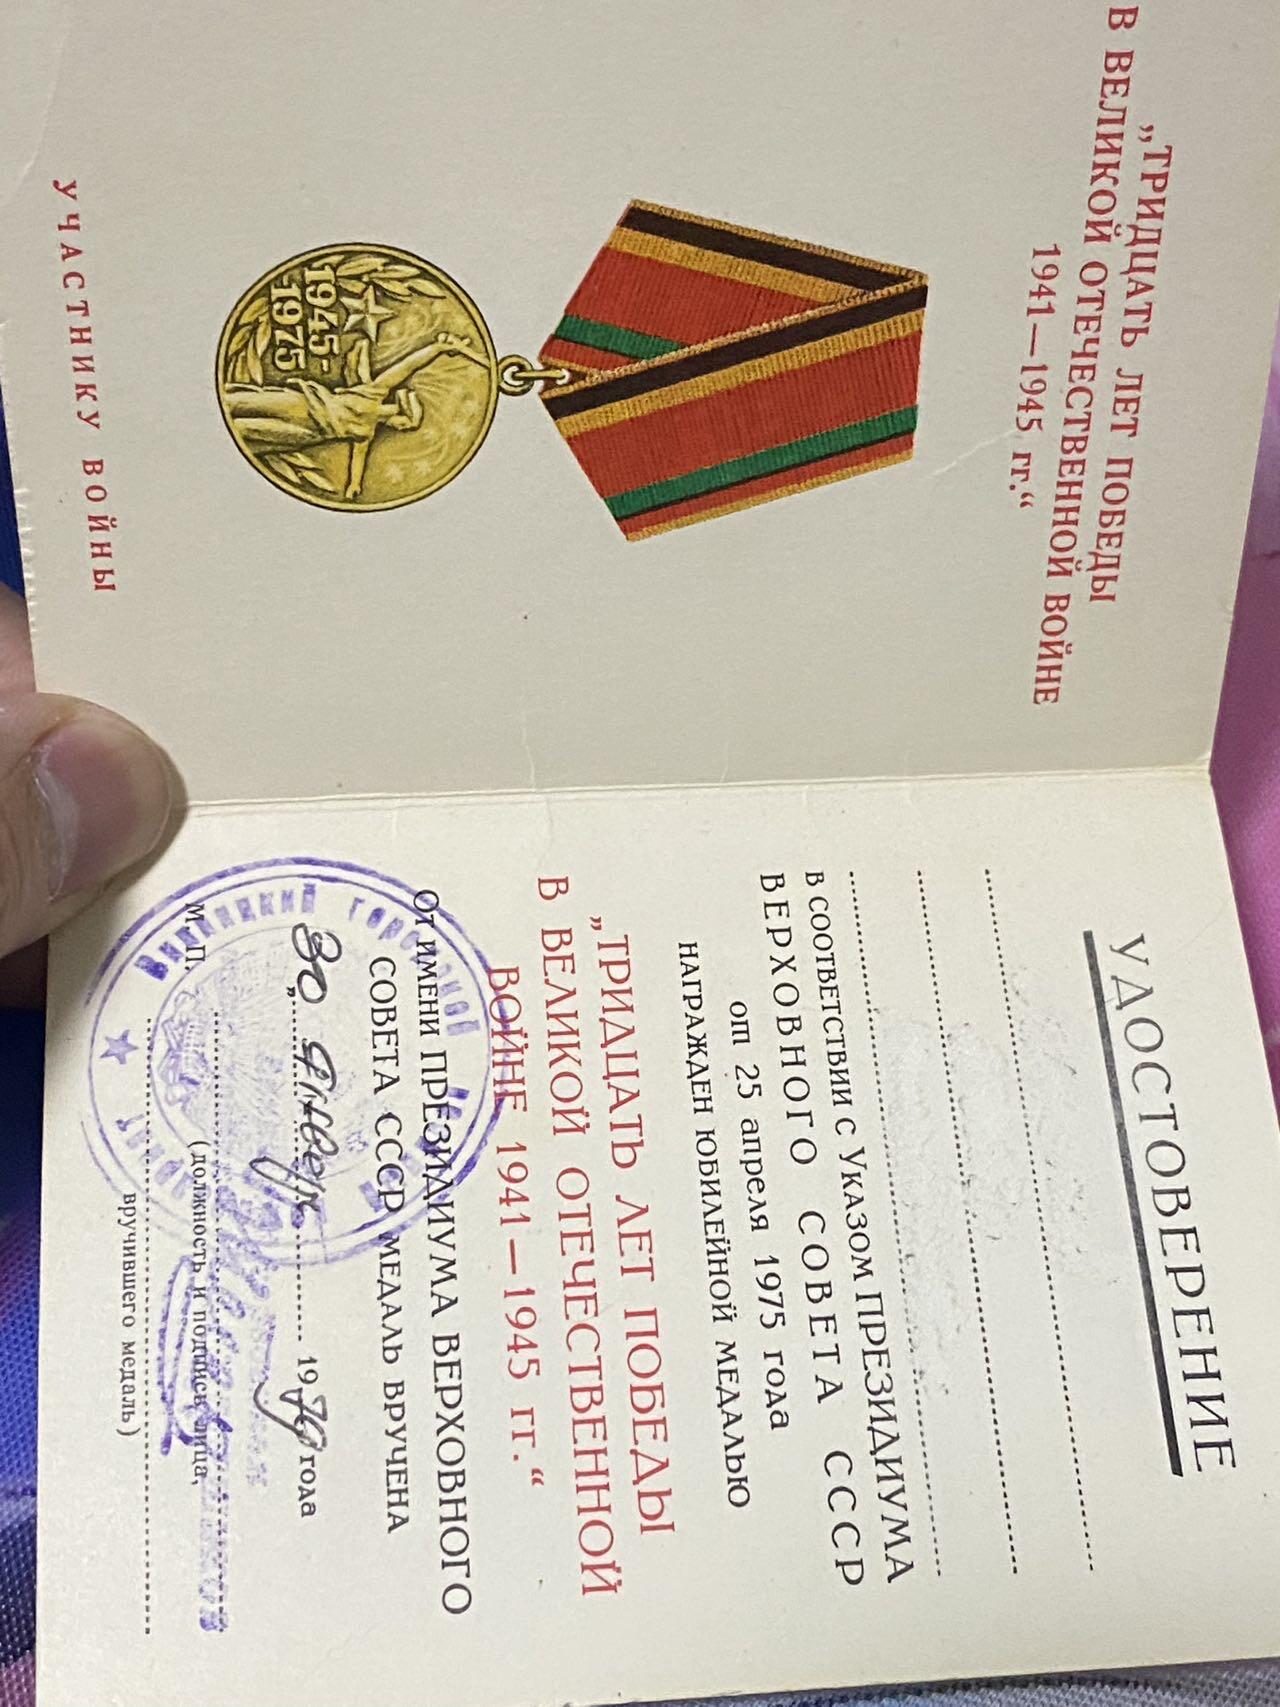 „ТРИДЦАТЬ ЛЕТ ПОБЕДЫ
В ВЕЛИКОЙ ОТЕЧЕСТВЕННОЙ ВОЙНЕ
1941—1945 гг.“
1945-
1975
УЧАСТНИКУ ВОЙНЫ
УДОСТОВЕРЕНИЕ
В СООТВЕТСТВИИ С УКАЗОМ ПРЕЗИДИУМА
ВЕРХОВНОГО СОВЕТА СССР
от 25 апреля 1975 года
НАГРАЖДЕН ЮБИЛЕЙНОЙ МЕДАЛЬЮ
„ТРИДЦАТЬ ЛЕТ ПОБЕДЫ
В ВЕЛИКОЙ ОТЕЧЕСТВЕННОЙ
ВОЙНЕ 1941—1945 гг.“
ОТ ИМЕНИ ПРЕЗИДИУМА ВЕРХОВНОГО
СОВЕТА СССР МЕДАЛЬ ВРУЧЕНА
„30 1976 года
М. П.
(должность и подпись лица,
вручившего медаль)